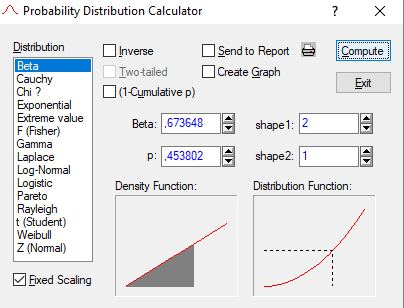 Probability Distribution Calculator
?
Distribution
Beta
Cauchy
Chi ?
Exponential
Extreme value
F (Fisher)
Gamma
Laplace
Log-Normal
Logistic
Pareto
Rayleigh
t (Student)
Weibull
Z (Normal)
Fixed Scaling
Inverse
Two-tailed
(1-Cumulative p)
Send to Report
Create Graph
Compute
Exit
Beta: ,673648
shape1: 2
p: ,453802
shape2: 1
Density Function:
Distribution Function: